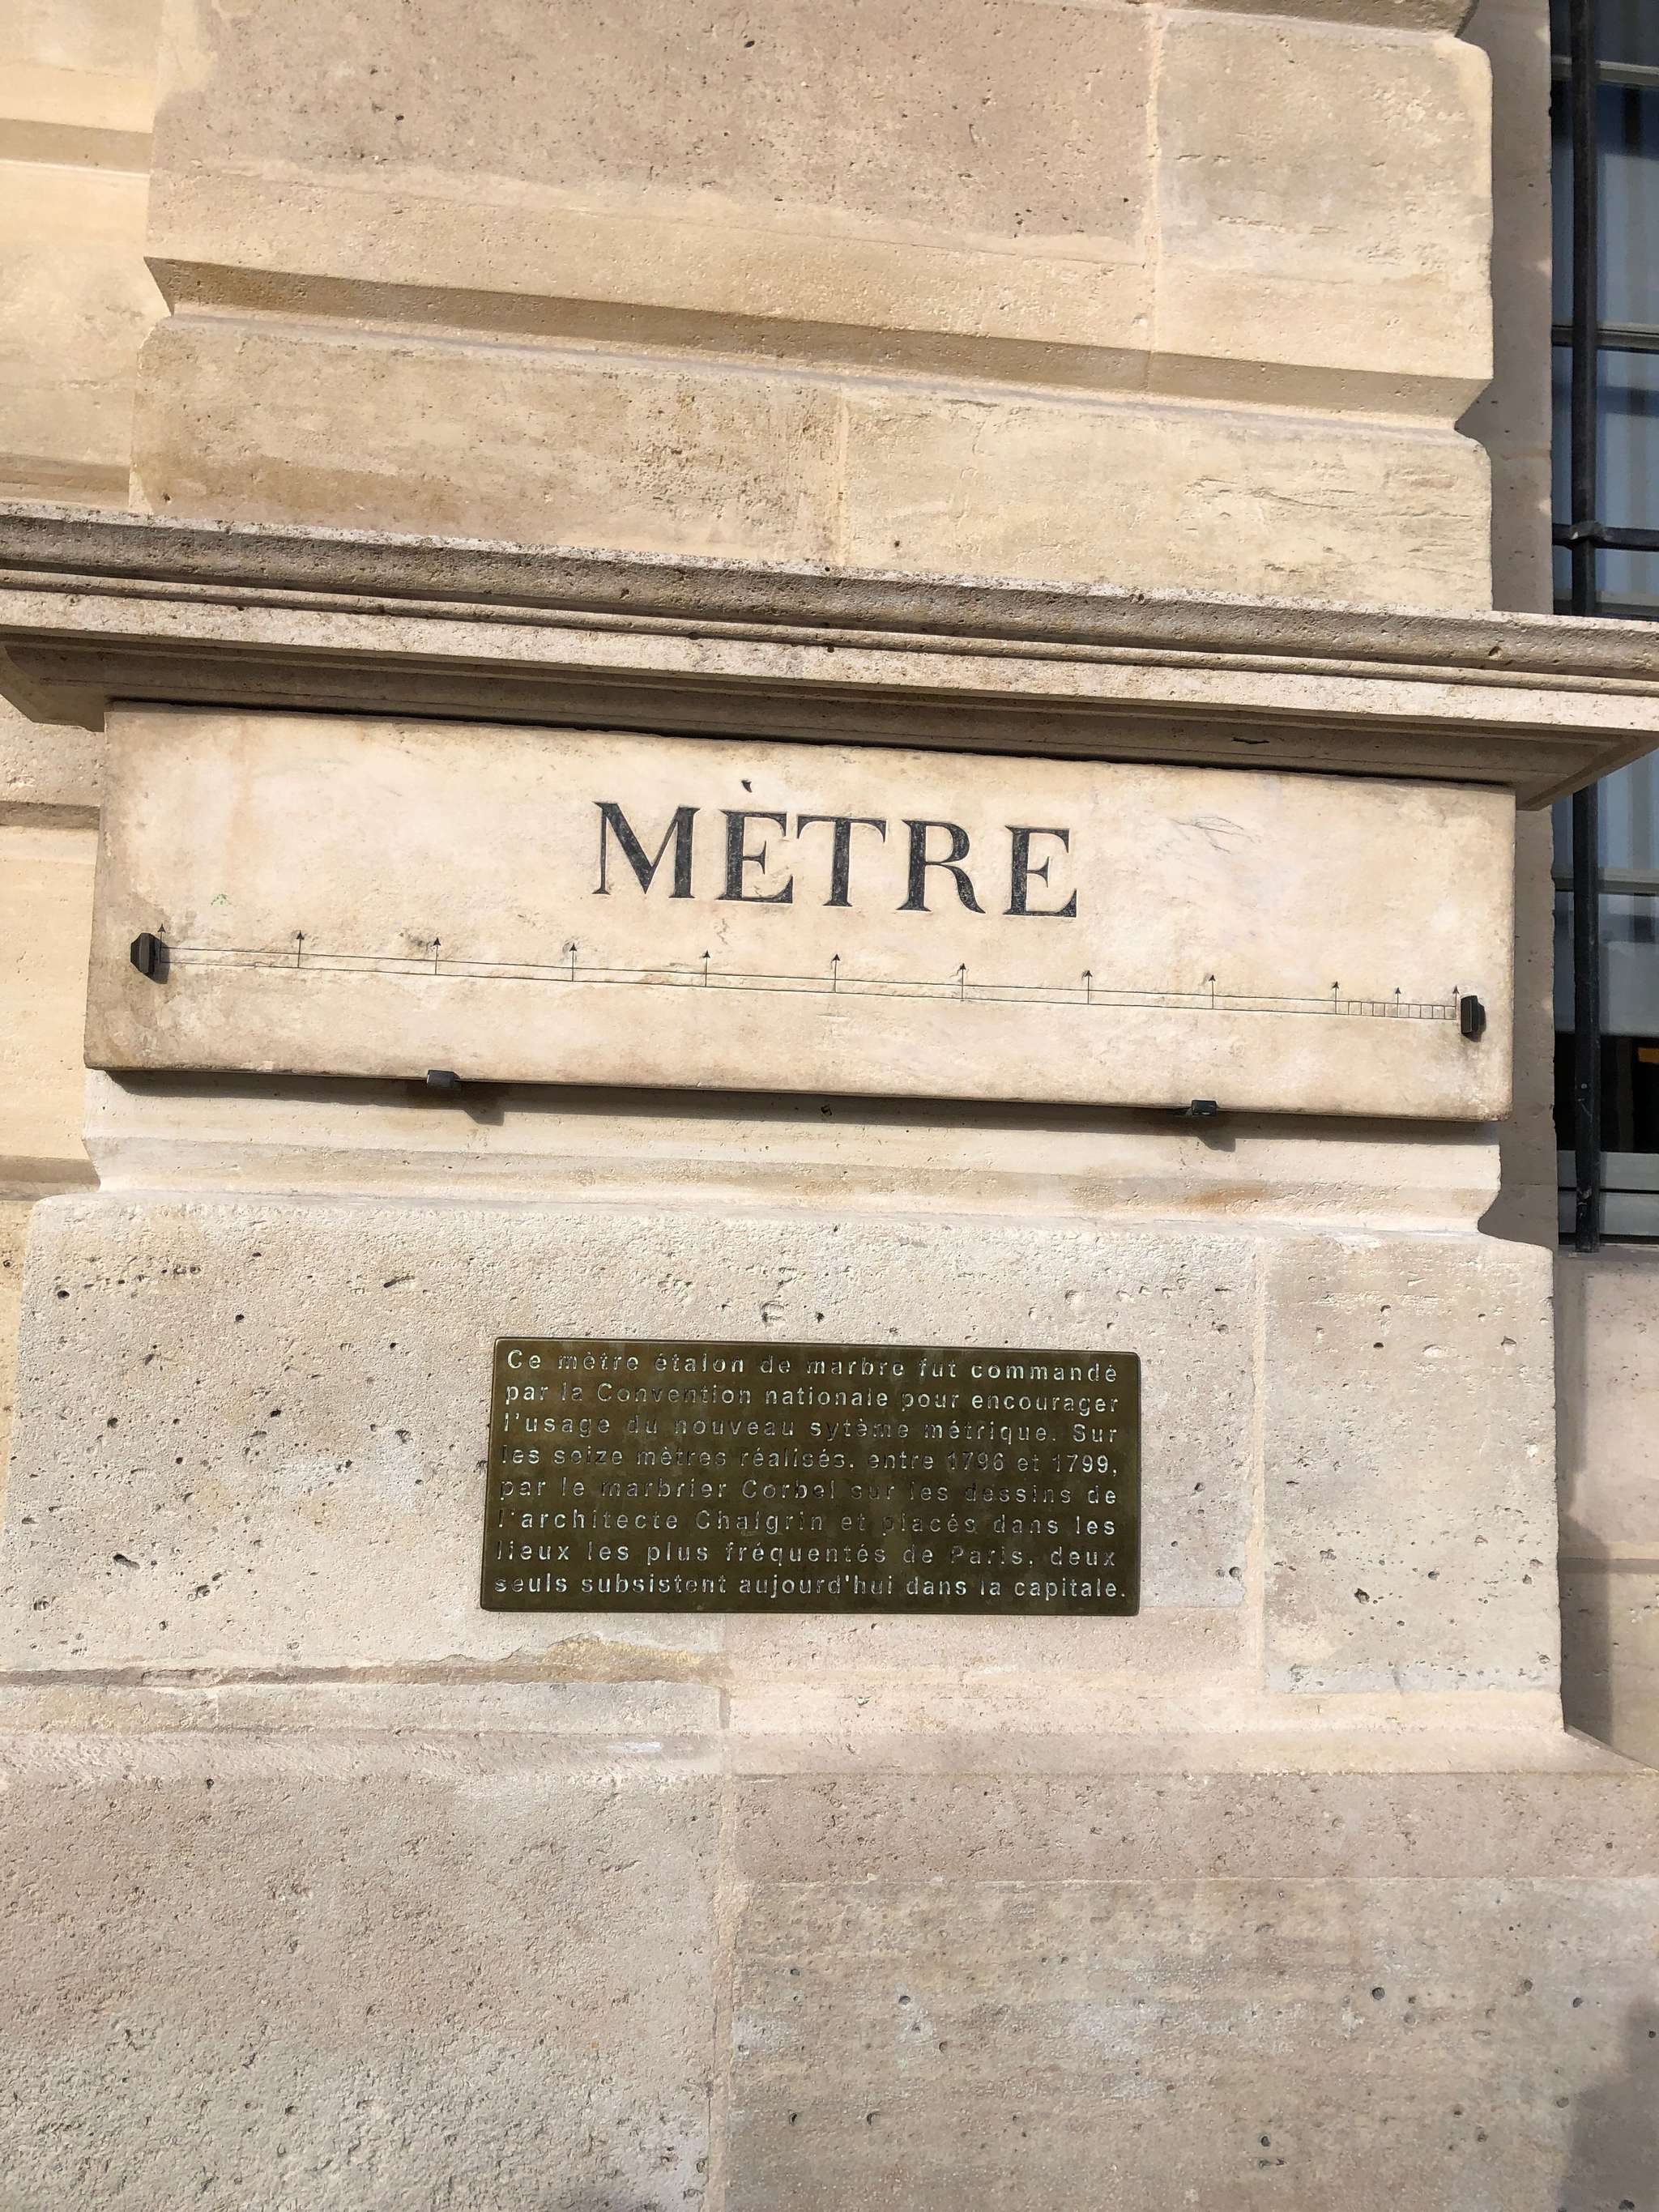 MÈTRE
Ce mètre étalon de marbre fut commandé
par la Convention nationale pour encourager
l'usage du nouveau sytème métrique. Sur
les seize mètres réalisés, entre 1796 et 1799,
par le marbrier Corbel sur les dessins de
l'architecte Chalgrin et placés dans les
lieux les plus fréquentés de Paris, deux
seuls subsistent aujourd'hui dans la capitale.